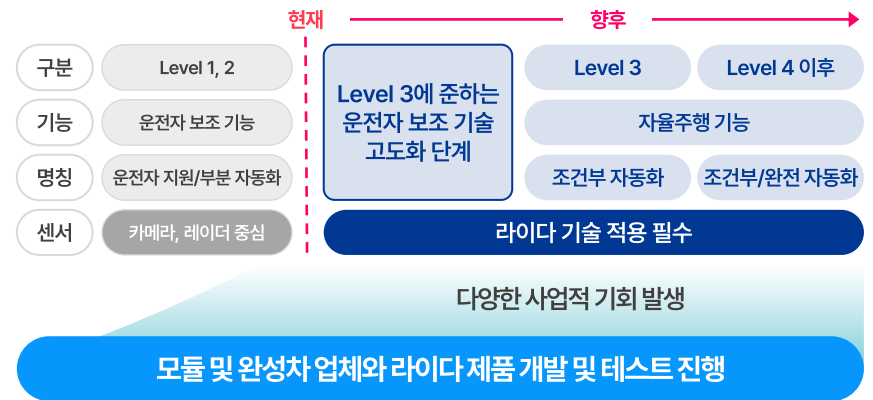 현재 향후
구분 Level 1, 2 Level 3에 준하는 운전자 보조 기술 고도화 단계 Level 3 Level 4 이후
기능 운전자 보조 기능 자율주행 기능
명칭 운전자 지원/부분 자동화 조건부 자동화 조건부/완전 자동화
센서 카메라, 레이더 중심 라이다 기술 적용 필수
다양한 사업적 기회 발생
모듈 및 완성차 업체와 라이다 제품 개발 및 테스트 진행